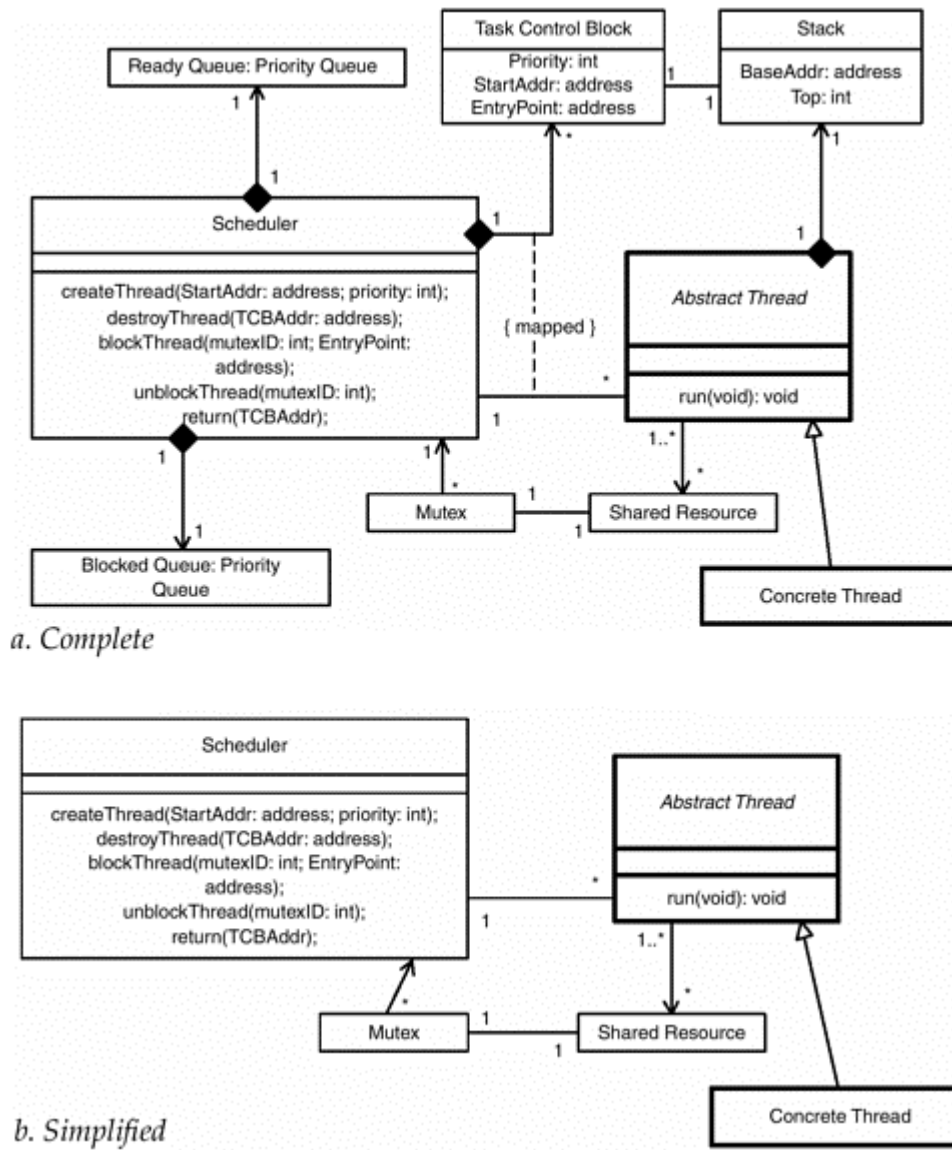 Task Control Block
Priority: int
StartAddr: address
EntryPoint: address
Stack
BaseAddr: address
Top: int
Ready Queue: Priority Queue
1
1
1
1
*
1
1
1
Scheduler
createThread(StartAddr: address; priority: int);
destroyThread(TCBAddr: address);
blockThread(mutexID: int; EntryPoint:
address);
unblockThread(mutexID: int);
return(TCBAddr);
{ mapped }
Abstract Thread
run(void): void
*
1
1..*
*
1
1
*
Mutex
1
1
Shared Resource
1
Blocked Queue: Priority
Queue
Concrete Thread
a. Complete
Scheduler
createThread(StartAddr: address; priority: int);
destroyThread(TCBAddr: address);
blockThread(mutexID: int; EntryPoint:
address);
unblockThread(mutexID: int);
return(TCBAddr);
Abstract Thread
run(void): void
*
1
1..*
*
*
Mutex
1
1
Shared Resource
Concrete Thread
b. Simplified